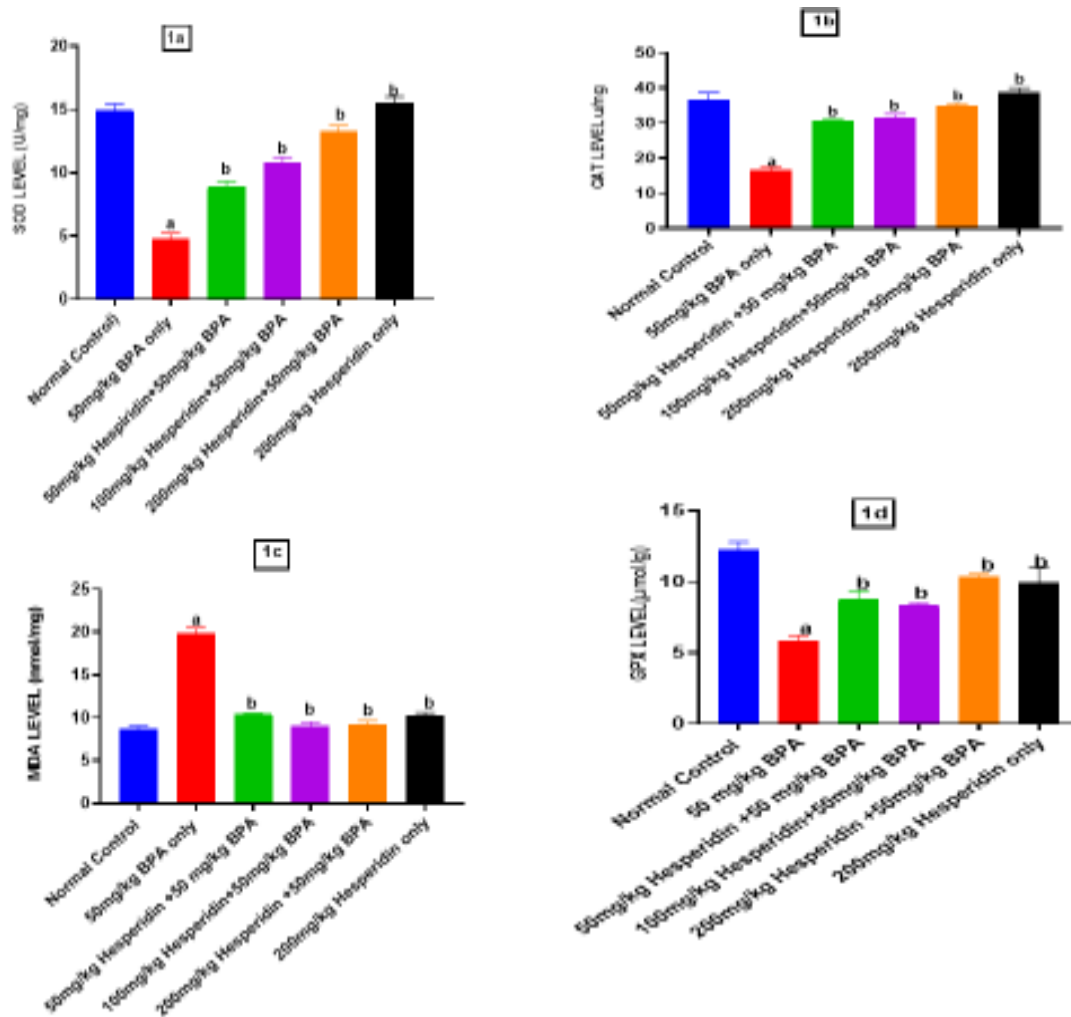 1a
SOD LEVEL (U/mg)
20
15
10
5
0
a
b
b
b
b
Normal Control)
50mg/kg BPA only
50mg/kg Hespiridin+50mg/kg BPA
100mg/kg Hesperidin+50mg/kg BPA
200mg/kg Hesperidin+50mg/kg BPA
200mg/kg Hesperidin only
1b
CAT LEVEL u/mg
50
40
30
20
10
0
a
b
b
b
b
Normal Control
50mg/kg BPA only
50mg/kg Hesperidin +50 mg/kg BPA
100mg/kg Hesperidin+50mg/kg BPA
200mg/kg Hesperidin+50mg/kg BPA
200mg/kg Hesperidin only
1c
MDA LEVEL (nmol/mg)
25
20
15
10
5
0
a
b
b
b
b
Normal Control
50mg/kg BPA only
50mg/kg Hesperidin +50 mg/kg BPA
100mg/kg Hesperidin+50mg/kg BPA
200mg/kg Hesperidin +50mg/kg BPA
200mg/kg Hesperidin only
1d
GPX LEVEL(µmol/g)
15
10
5
0
a
b
b
b
b
Normal Control
50 mg/kg BPA
50mg/kg Hesperidin +50 mg/kg BPA
100mg/kg Hesperidin+50mg/kg BPA
200mg/kg Hesperidin +50mg/kg BPA
200mg/kg Hesperidin only